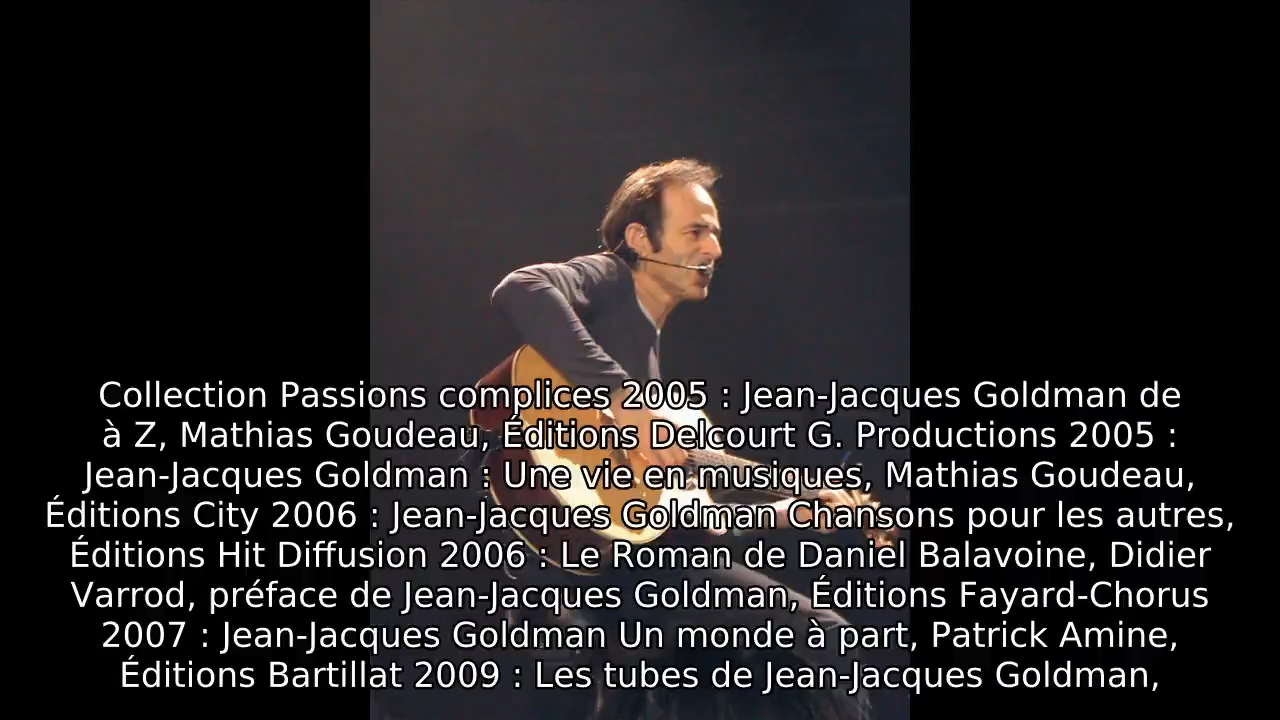 Collection Passions complices 2005 : Jean-Jacques Goldman de
à Z, Mathias Goudeau, Éditions Delcourt G. Productions 2005 :
Jean-Jacques Goldman : Une vie en musiques, Mathias Goudeau,
Éditions City 2006 : Jean-Jacques Goldman Chansons pour les autres,
Éditions Hit Diffusion 2006 : Le Roman de Daniel Balavoine, Didier
Varrod, préface de Jean-Jacques Goldman, Éditions Fayard-Chorus
2007 : Jean-Jacques Goldman Un monde à part, Patrick Amine,
Éditions Bartillat 2009 : Les tubes de Jean-Jacques Goldman,